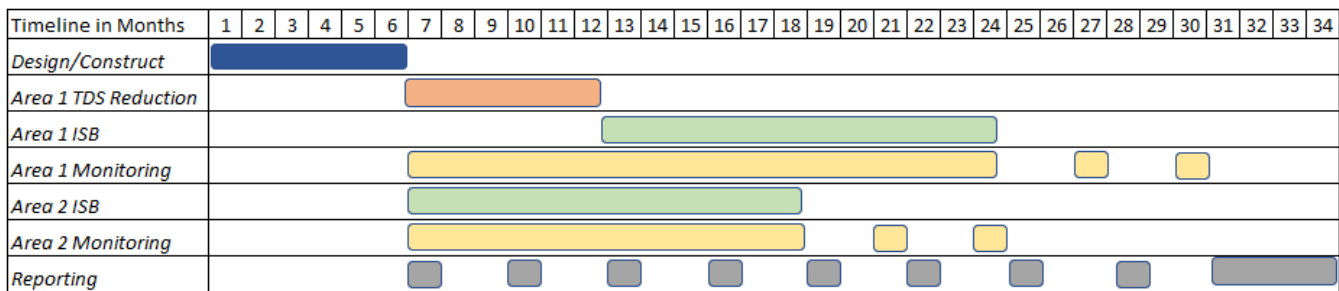 Timeline in Months 1 2 3 4 5 6 7 8 9 10 11 12 13 14 15 16 17 18 19 20 21 22 23 24 25 26 27 28 29 30 31 32 33 34
Design/Construct
Area 1 TDS Reduction
Area 1 ISB
Area 1 Monitoring
Area 2 ISB
Area 2 Monitoring
Reporting